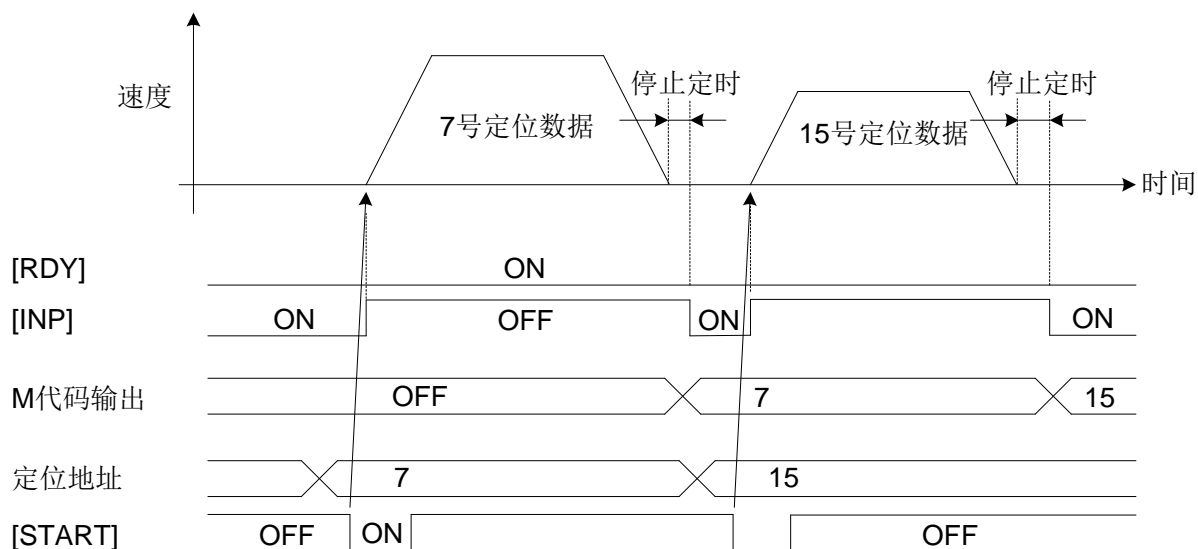 停止定时
停止定时
速度
7号定位数据
15号定位数据
时间
[RDY]
ON
[INP]
ON
OFF
ON
ON
M代码输出
OFF
7
15
定位地址
7
15
[START]
OFF
ON
OFF